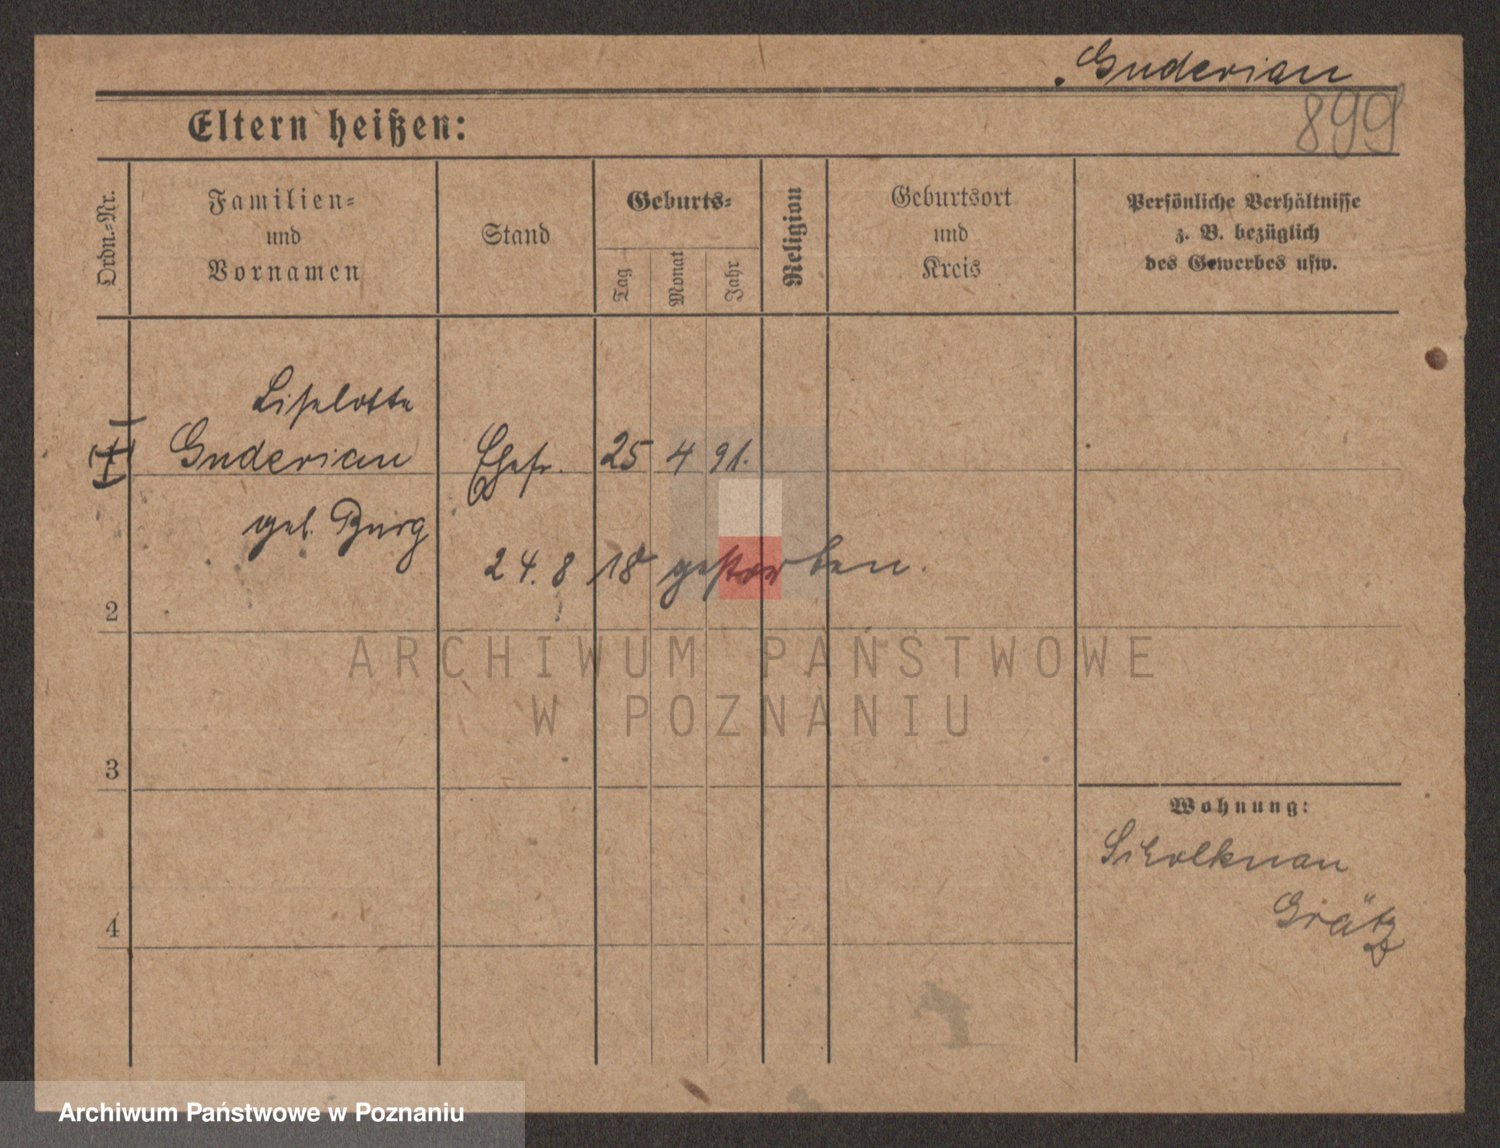 Guderian
899
Eltern heißen:
Ordn.-Nr.
Familien=
und
Vornamen
Stand
Geburts=
Tag
Monat
Jahr
Religion
Geburtsort
und
Kreis
Persönliche Verhältnisse
z. B. bezüglich
des Gewerbes usw.
Liselotte
Guderian Ehefr. 25 4 91.
geb. Burg
24. 8 18 gestorben.
2
ARCHIWUM PAŃSTWOWE
W POZNANIU
3
Wohnung:
4
Grätz
Archiwum Państwowe w Poznaniu